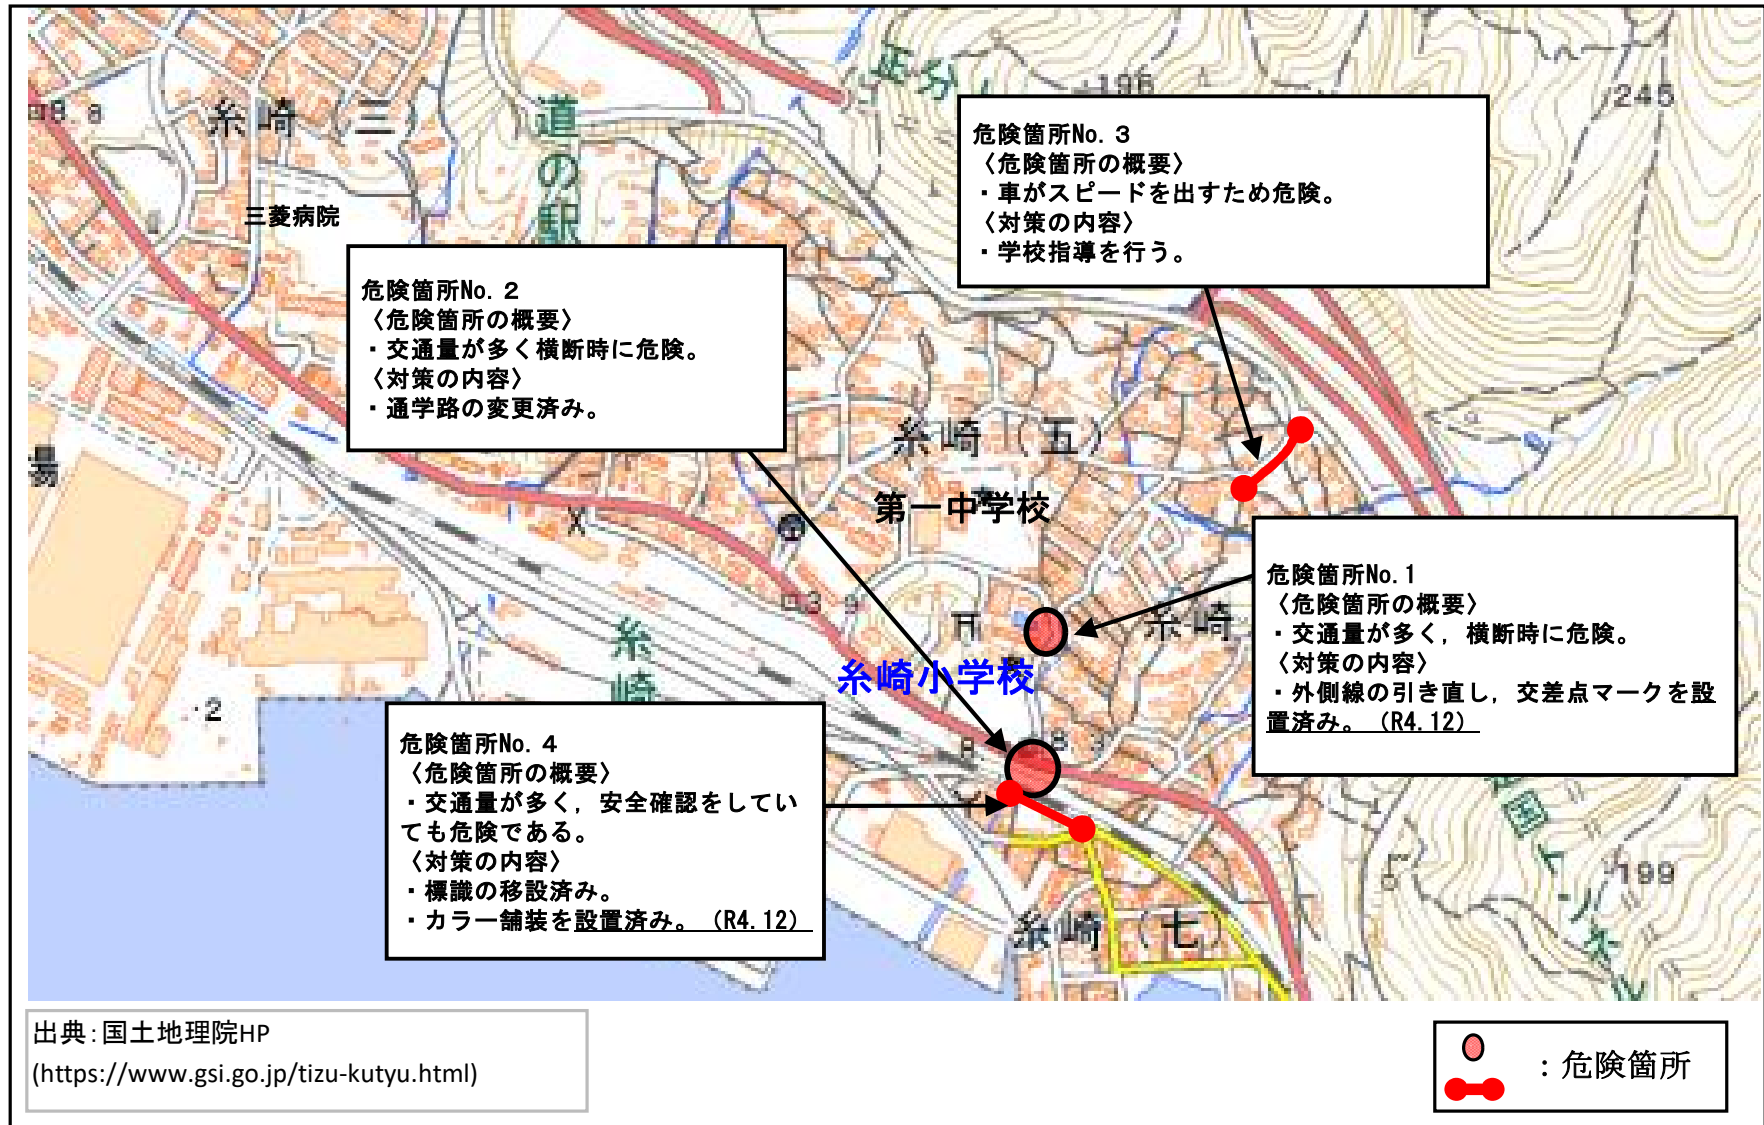 糸崎(三)
道の駅
正分
196
245
8.8
三菱病院
危険箇所No.3
〈危険箇所の概要〉
・車がスピードを出すため危険。
〈対策の内容〉
・学校指導を行う。
危険箇所No.2
〈危険箇所の概要〉
・交通量が多く横断時に危険。
〈対策の内容〉
・通学路の変更済み。
糸崎(五)
第一中学校
危険箇所No.1
〈危険箇所の概要〉
・交通量が多く，横断時に危険。
〈対策の内容〉
・外側線の引き直し，交差点マークを設
置済み。（R4.12）
糸崎
糸崎
糸崎小学校
・2
危険箇所No.4
〈危険箇所の概要〉
・交通量が多く，安全確認をしてい
ても危険である。
〈対策の内容〉
・標識の移設済み。
・カラー舗装を設置済み。（R4.12）
199
糸崎(七)
出典：国土地理院HP
(https://www.gsi.go.jp/tizu-kutyu.html)
：危険箇所